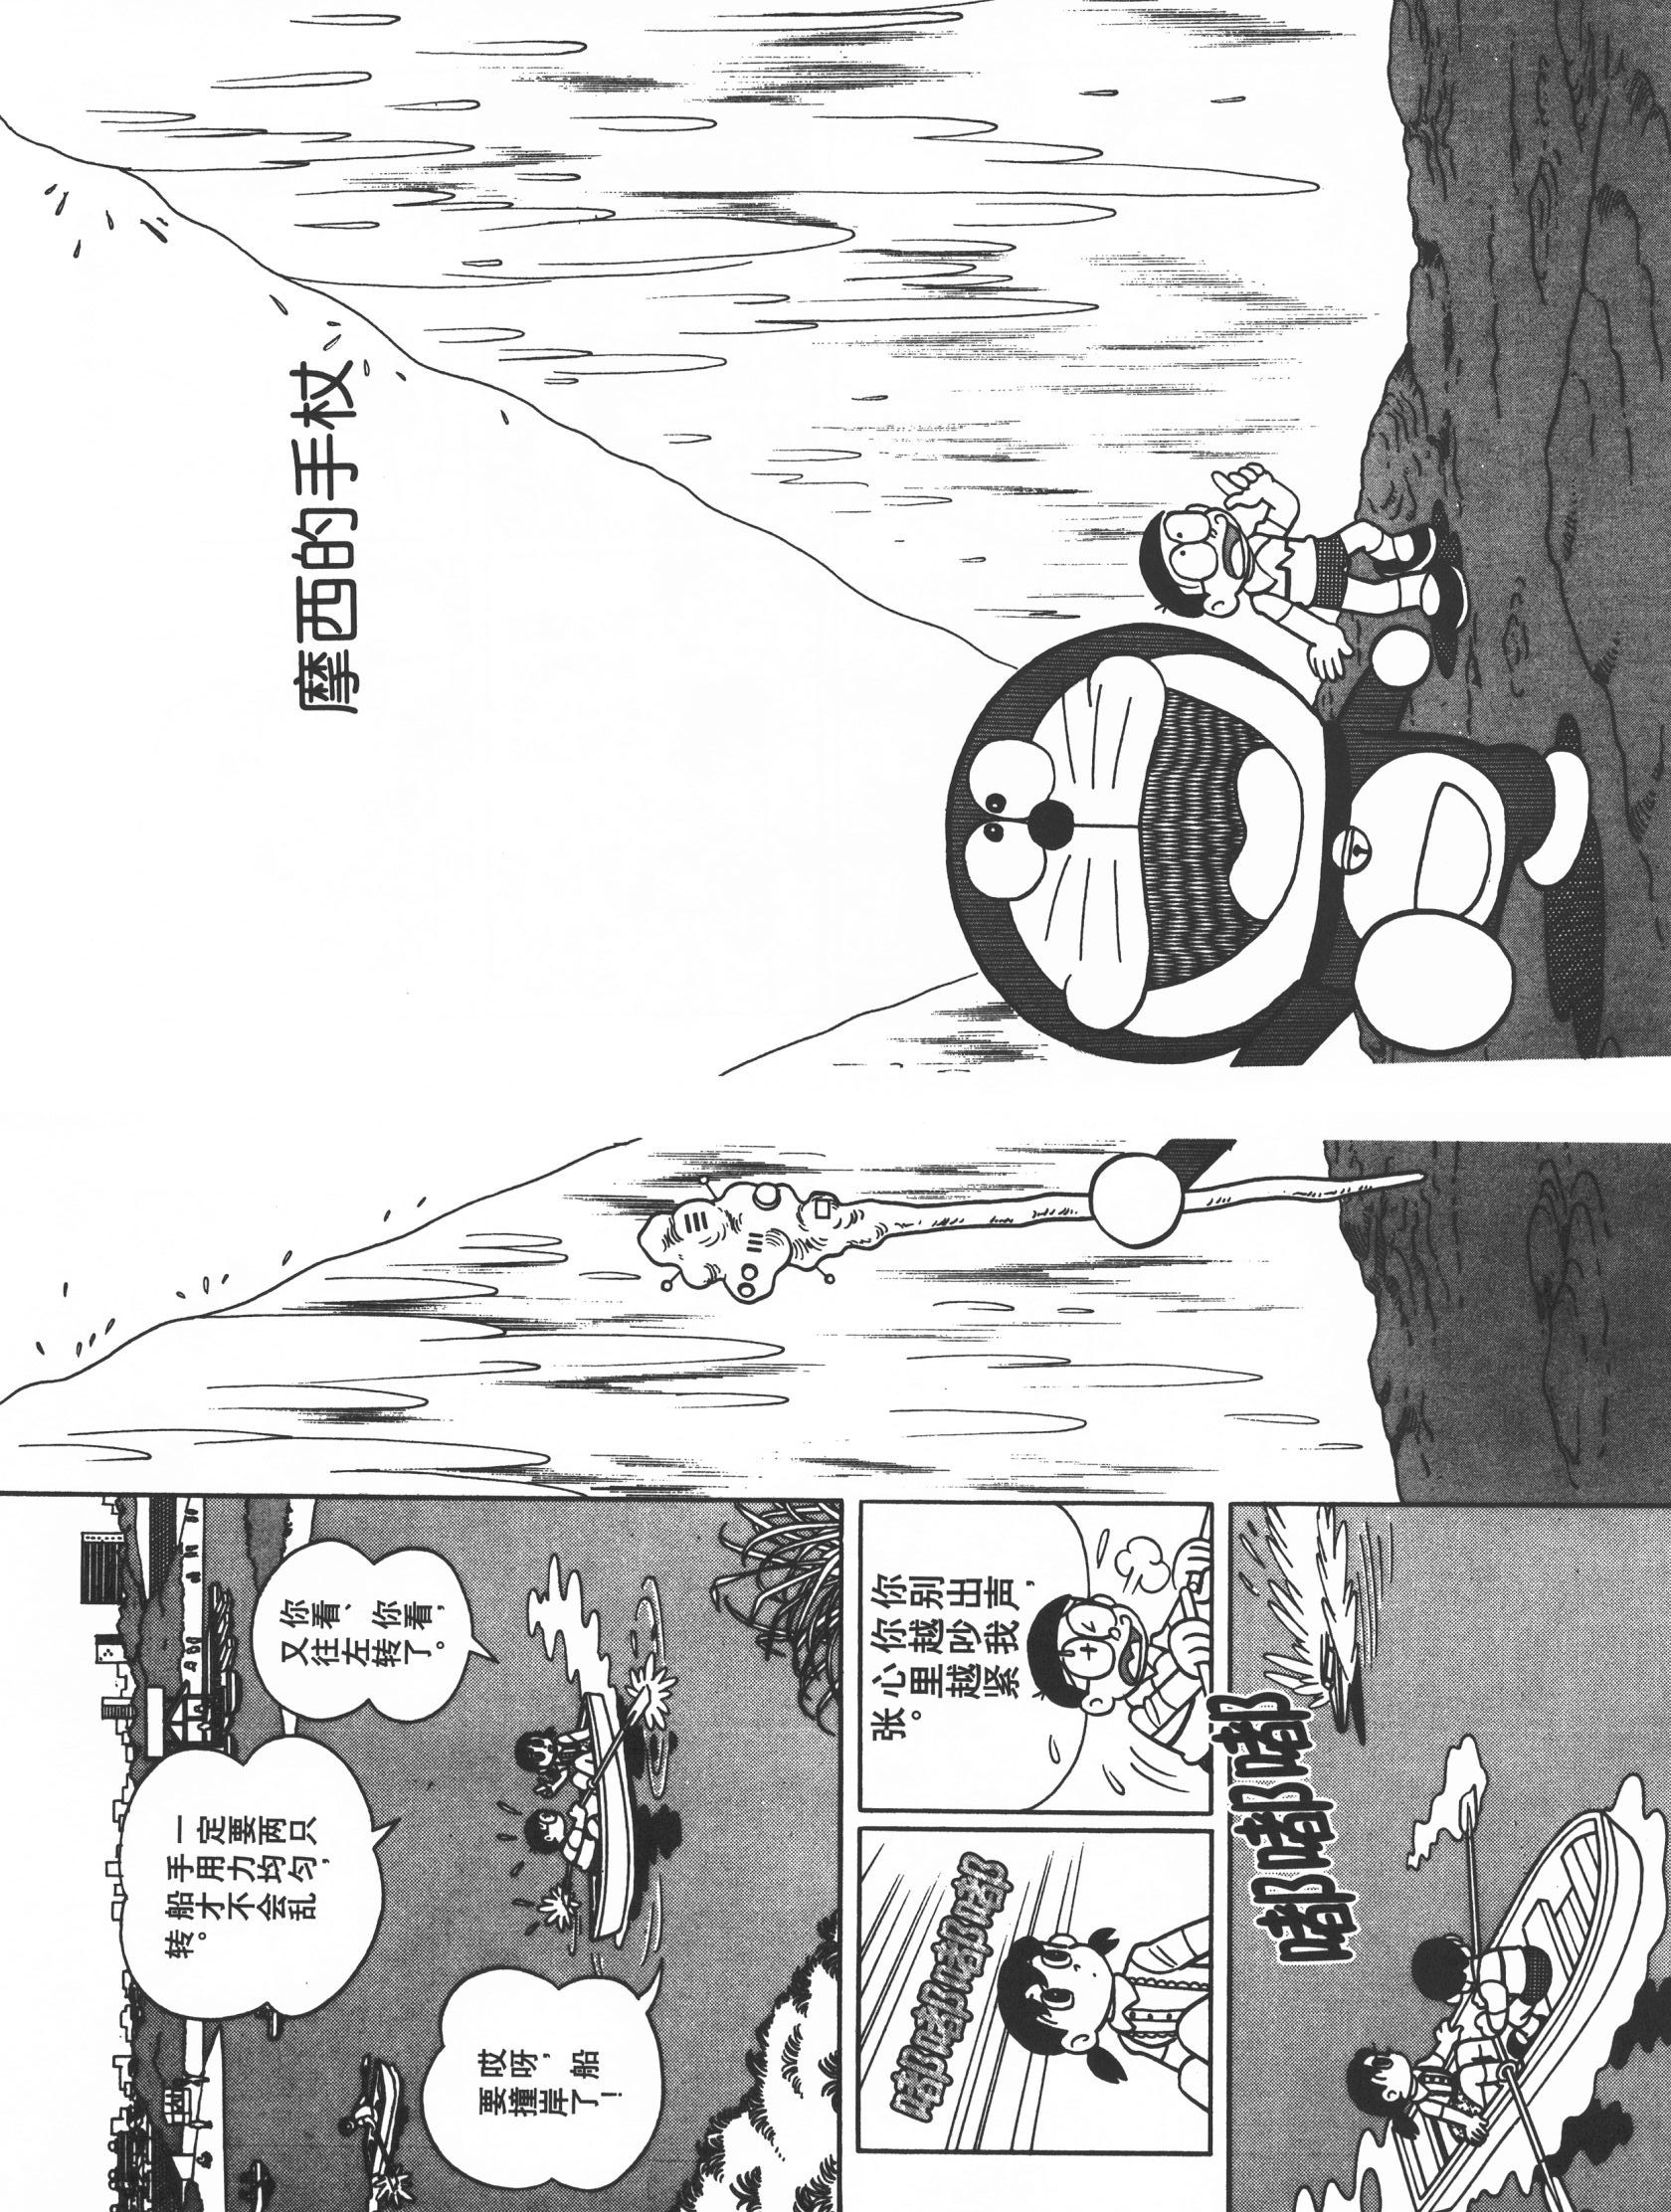 摩西的手杖
你看、你看，
又往左转了。
一定要两只
手用力均匀，
船才不会乱
转。
哎呀，船
要撞岸了！
你别出声，
你越吵我
心里越紧
张。
嘟嘟嘟嘟
嘟嘟嘟